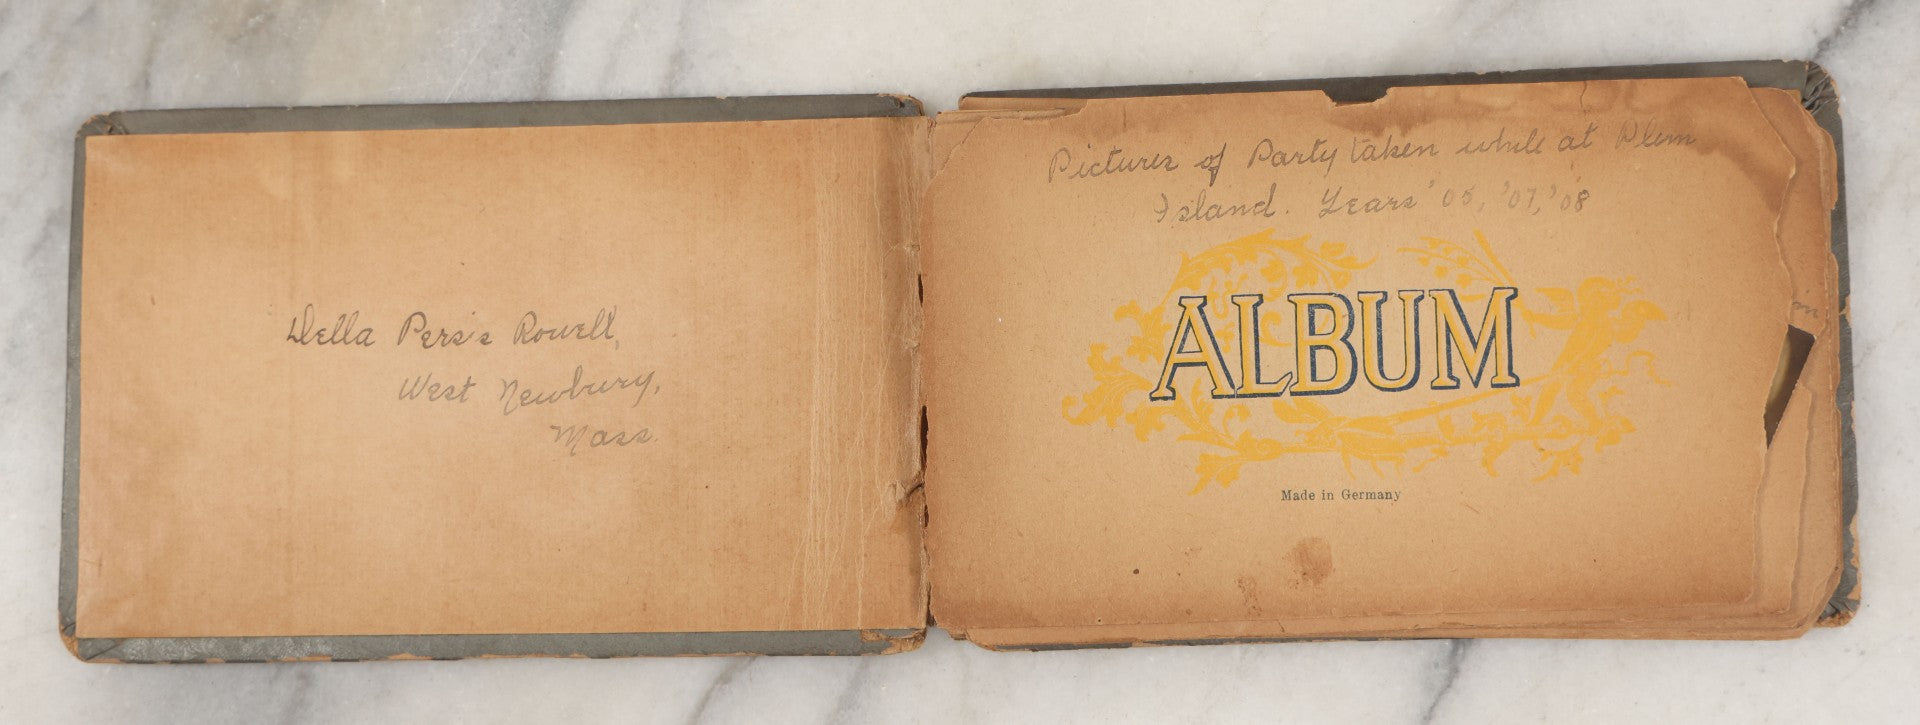 Della Persis Rowell,
West Newbury,
Mass.
Pictures of Party taken while at Plum
Island. Years '05, '07, '08
ALBUM
Made in Germany